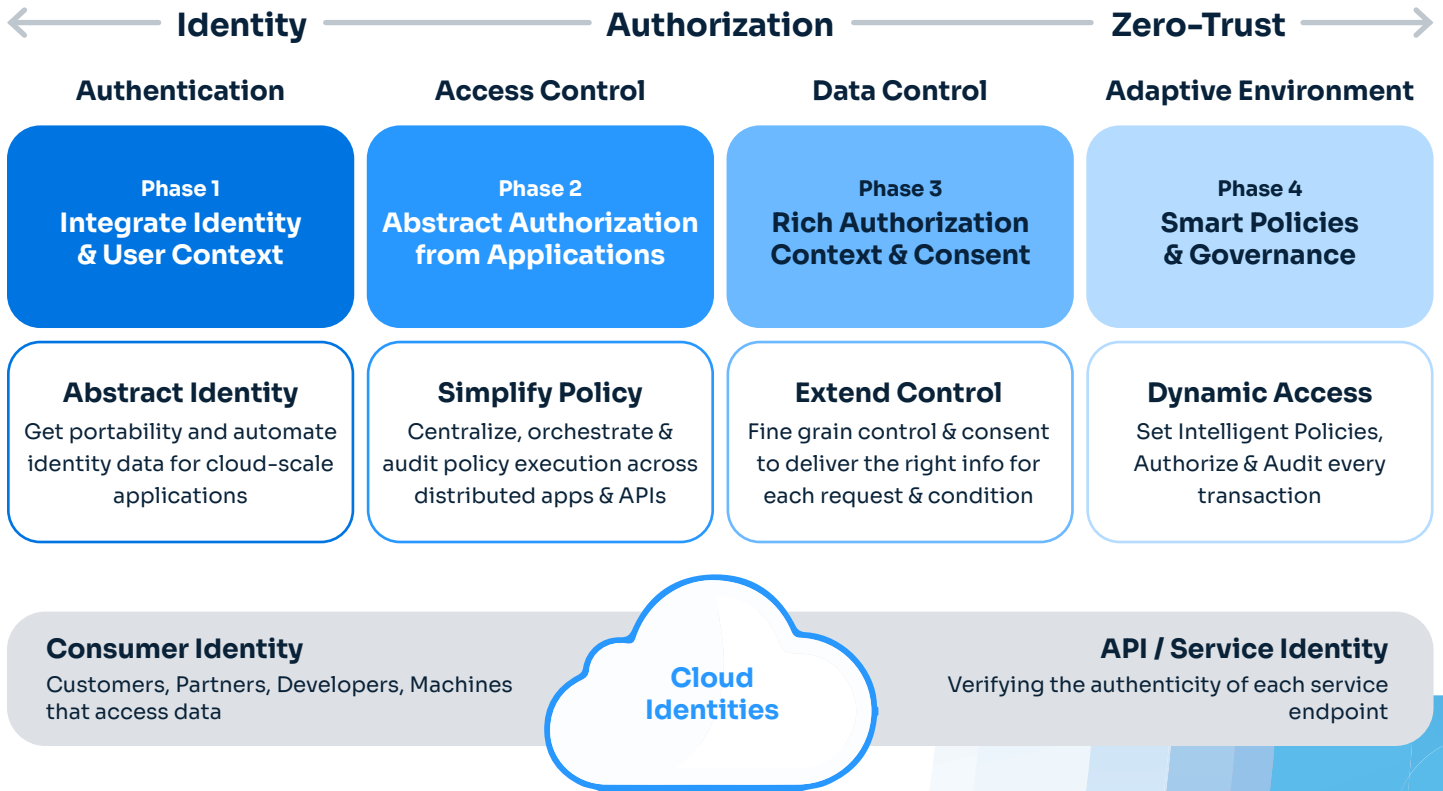 Identity
Authorization
Zero-Trust
Authentication
Access Control
Data Control
Adaptive Environment
Phase 1
Integrate Identity
& User Context
Phase 2
Abstract Authorization
from Applications
Phase 3
Rich Authorization
Context & Consent
Phase 4
Smart Policies
& Governance
Abstract Identity
Get portability and automate
identity data for cloud-scale
applications
Simplify Policy
Centralize, orchestrate &
audit policy execution across
distributed apps & APIs
Extend Control
Fine grain control & consent
to deliver the right info for
each request & condition
Dynamic Access
Set Intelligent Policies,
Authorize & Audit every
transaction
Consumer Identity
Customers, Partners, Developers, Machines
that access data
Cloud
Identities
API / Service Identity
Verifying the authenticity of each service
endpoint